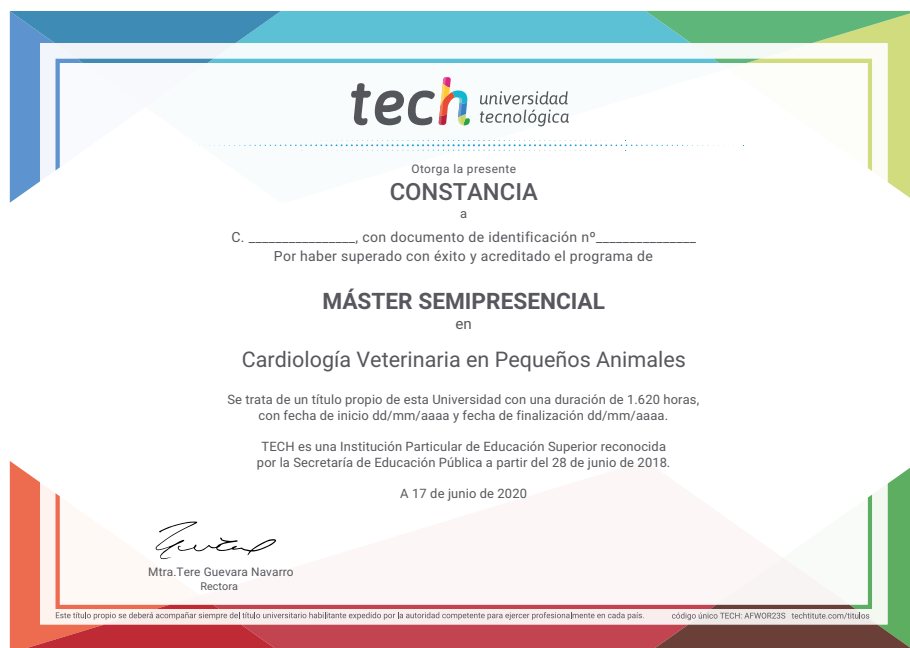 tech universidad
tecnológica
Otorga la presente
CONSTANCIA
a
C. ________________, con documento de identificación nº_______________
Por haber superado con éxito y acreditado el programa de
MÁSTER SEMIPRESENCIAL
en
Cardiología Veterinaria en Pequeños Animales
Se trata de un título propio de esta Universidad con una duración de 1.620 horas,
con fecha de inicio dd/mm/aaaa y fecha de finalización dd/mm/aaaa.
TECH es una Institución Particular de Educación Superior reconocida
por la Secretaría de Educación Pública a partir del 28 de junio de 2018.
A 17 de junio de 2020
Mtra.Tere Guevara Navarro
Rectora
Este título propio se deberá acompañar siempre del título universitario habilitante expedido por la autoridad competente para ejercer profesionalmente en cada país. código único TECH: AFWOR23S techtitute.com/titulos